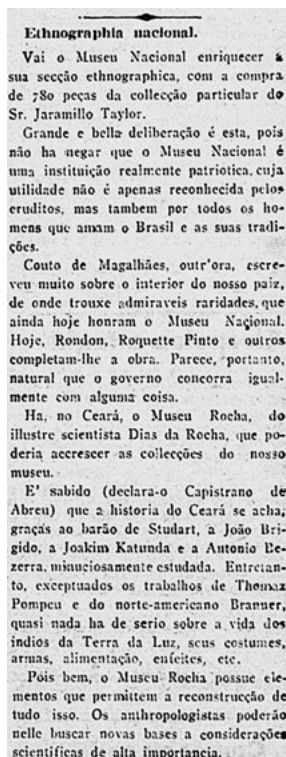 Ethnographia nacional.
Vai o Museu Nacional enriquecer a
sua secção ethnographica, com a compra
de 780 peças da collecção particular do
Sr. Jaramillo Taylor.
Grande e bella deliberação é esta, pois
não ha negar que o Museu Nacional é
uma instituição realmente patriotica, cuja
utilidade não é apenas reconhecida pelos
eruditos, mas tambem por todos os ho-
mens que amam o Brasil e as suas tradi-
ções.
Couto de Magalhães, outr'ora, escre-
veu muito sobre o interior do nosso paiz,
de onde trouxe admiraveis raridades, que
ainda hoje honram o Museu Nacional.
Hoje, Rondon, Roquette Pinto e outros
completam-lhe a obra. Parece, portanto,
natural que o governo concorra igual-
mente com alguma coisa.
Ha, no Ceará, o Museu Rocha, do
illustre scientista Dias da Rocha, que po-
deria accrescer as collecções do nosso
museu.
E' sabido (declara-o Capistrano de
Abreu) que a historia do Ceará se acha,
graças ao barão de Studart, a João Bri-
gido, a Joakim Katunda e a Antonio Be-
zerra, minuciosamente estudada. Entretan-
to, exceptuados os trabalhos de Thomaz
Pompeu e do norte-americano Branner,
quasi nada ha de serio sobre a vida dos
indios da Terra da Luz, seus costumes,
armas, alimentação, enfeites, etc.
Pois bem, o Museu Rocha possue ele-
mentos que permittem a reconstrucção de
tudo isso. Os anthropologistas poderão
nelle buscar novas bases a considerações
scientificas de alta importancia.